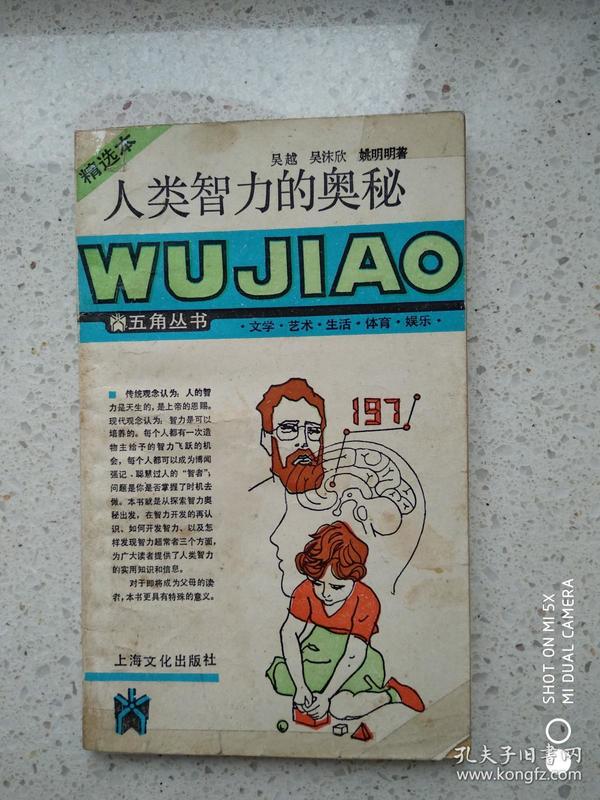 精选本
吴越 吴沫欣 姚明明著
人类智力的奥秘
WUJIAO
五角丛书
·文学·艺术·生活·体育·娱乐·
■ 传统观念认为：人的智
力是天生的，是上帝的恩赐。
现代观念认为：智力是可以
培养的。每个人都有一次造
物主给予的智力飞跃的机
会，每个人都可以成为博闻
强记、聪慧过人的“智者”；
问题是你是否掌握了时机去
做。本书就是从探索智力奥
秘出发，在智力开发的再认
识、如何开发智力、以及怎
样发现智力超常者三个方面，
为广大读者提供了人类智力
的实用知识和信息。
对于即将成为父母的读
者，本书更具有特殊的意义。
197
上海文化出版社
SHOT ON MI 5X
MI DUAL CAMERA
孔夫子旧书网
www.kongfz.com